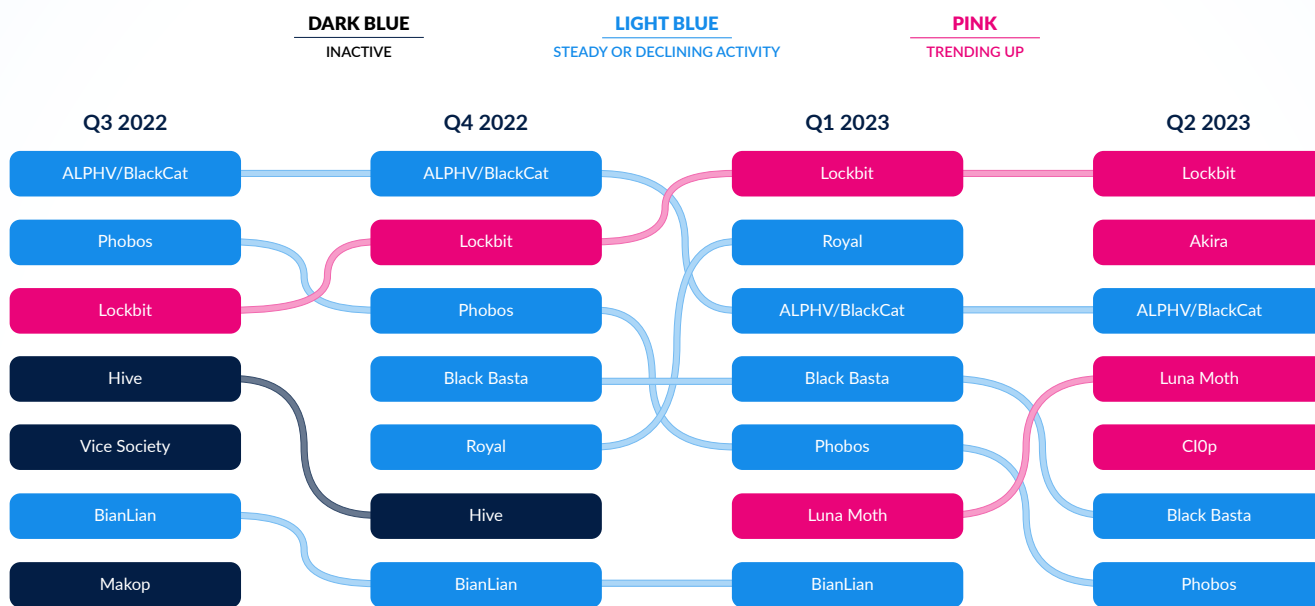 DARK BLUE
INACTIVE
LIGHT BLUE
STEADY OR DECLINING ACTIVITY
PINK
TRENDING UP
Q3 2022
Q4 2022
Q1 2023
Q2 2023
ALPHV/BlackCat
ALPHV/BlackCat
Lockbit
Lockbit
Phobos
Lockbit
Royal
Akira
Lockbit
Phobos
ALPHV/BlackCat
ALPHV/BlackCat
Hive
Black Basta
Black Basta
Luna Moth
Vice Society
Royal
Phobos
Cl0p
BianLian
Hive
Luna Moth
Black Basta
Makop
BianLian
BianLian
Phobos